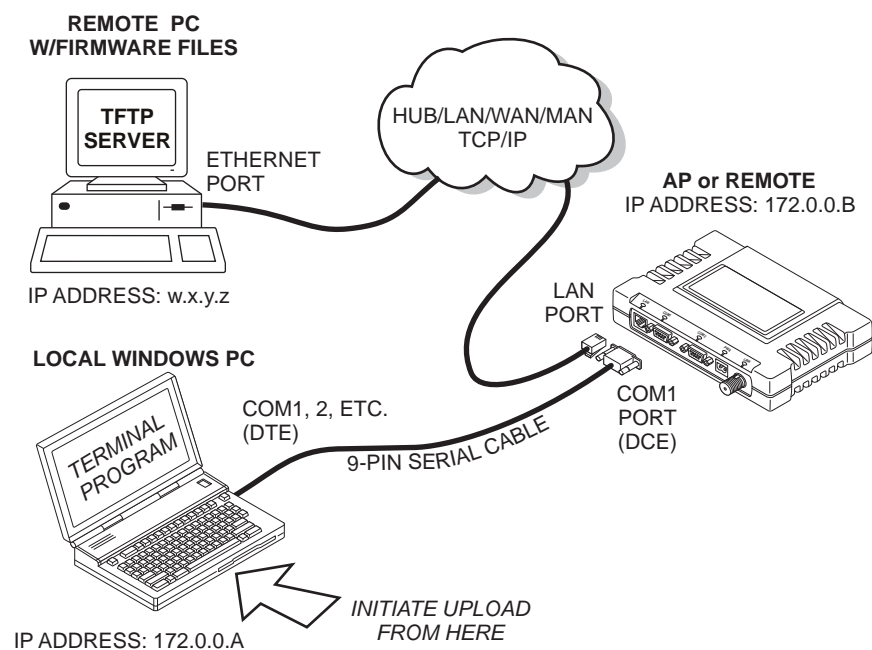 REMOTE PC
W/FIRMWARE FILES
TFTP
SERVER
ETHERNET
PORT
IP ADDRESS: w.x.y.z
HUB/LAN/WAN/MAN
TCP/IP
AP or REMOTE
IP ADDRESS: 172.0.0.B
LAN
PORT
COM1
PORT
(DCE)
LOCAL WINDOWS PC
COM1, 2, ETC.
(DTE)
9-PIN SERIAL CABLE
TERMINAL
PROGRAM
INITIATE UPLOAD
FROM HERE
IP ADDRESS: 172.0.0.A